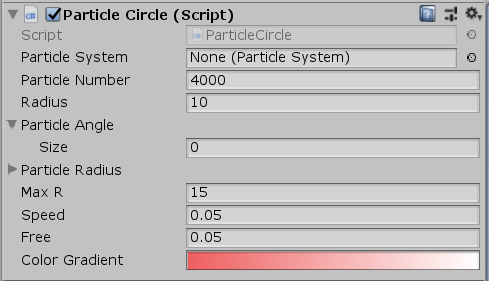 Particle Circle (Script)
Script ParticleCircle
Particle System None (Particle System)
Particle Number 4000
Radius 10
Particle Angle
Size 0
Particle Radius
Max R 15
Speed 0.05
Free 0.05
Color Gradient